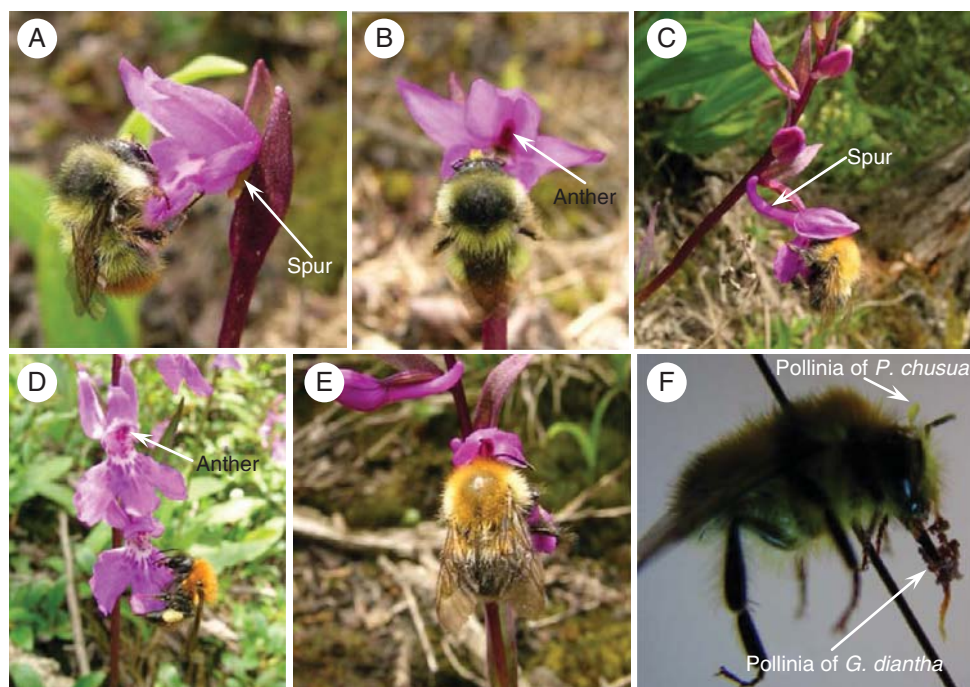 A
B
C
Spur
Anther
Spur
D
E
F
Pollinia of P. chusua
Anther
Pollinia of G. diantha